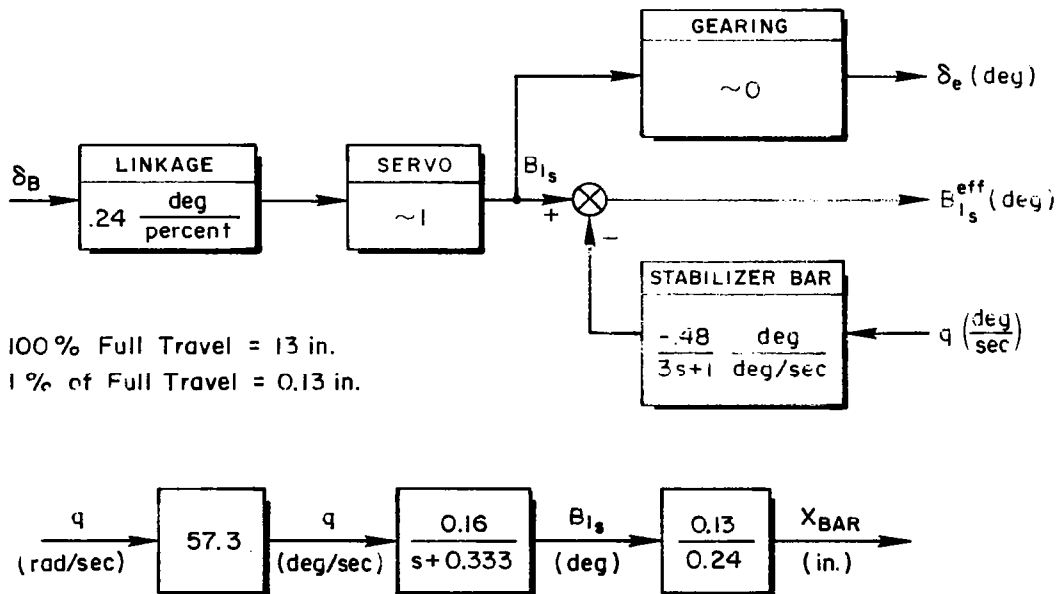 GEARING
~0
δe (deg)
δB
LINKAGE
.24 deg/percent
SERVO
~1
B1s
+
−
B1s^eff (deg)
STABILIZER BAR
-.48/3s+1 deg/deg/sec
q (deg/sec)
100% Full Travel = 13 in.
1% of Full Travel = 0.13 in.
q
(rad/sec)
57.3
q
(deg/sec)
0.16/s+0.333
B1s
(deg)
0.13/0.24
XBAR
(in.)